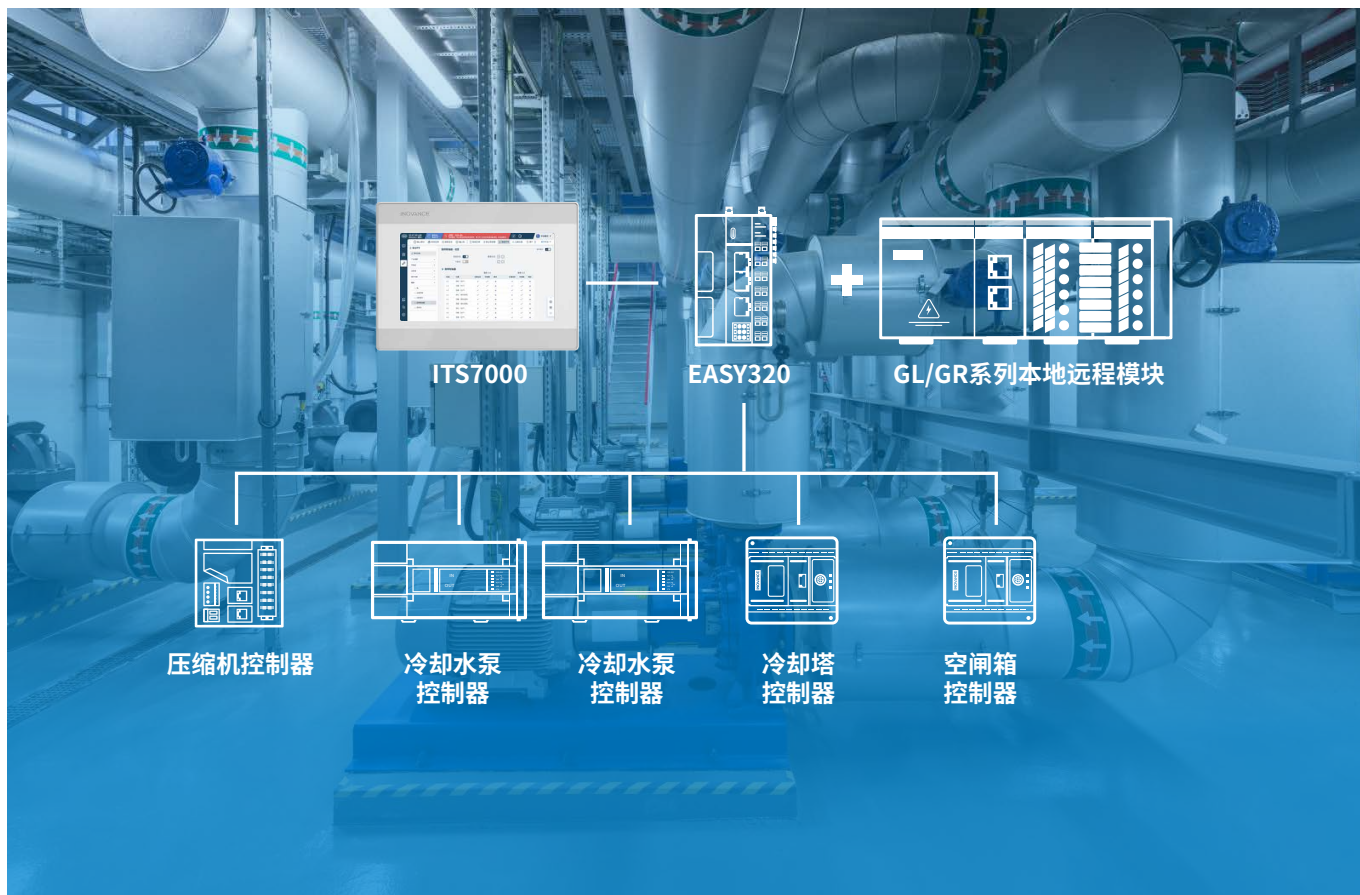 INOVANCE
ITS7000
EASY320
GL/GR系列本地远程模块
压缩机控制器
冷却水泵
控制器
冷却水泵
控制器
冷却塔
控制器
空闸箱
控制器